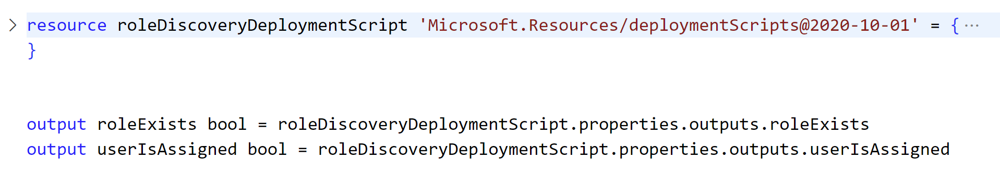 resource roleDiscoveryDeploymentScript 'Microsoft.Resources/deploymentScripts@2020-10-01' = { ···
}
output roleExists bool = roleDiscoveryDeploymentScript.properties.outputs.roleExists
output userIsAssigned bool = roleDiscoveryDeploymentScript.properties.outputs.userIsAssigned